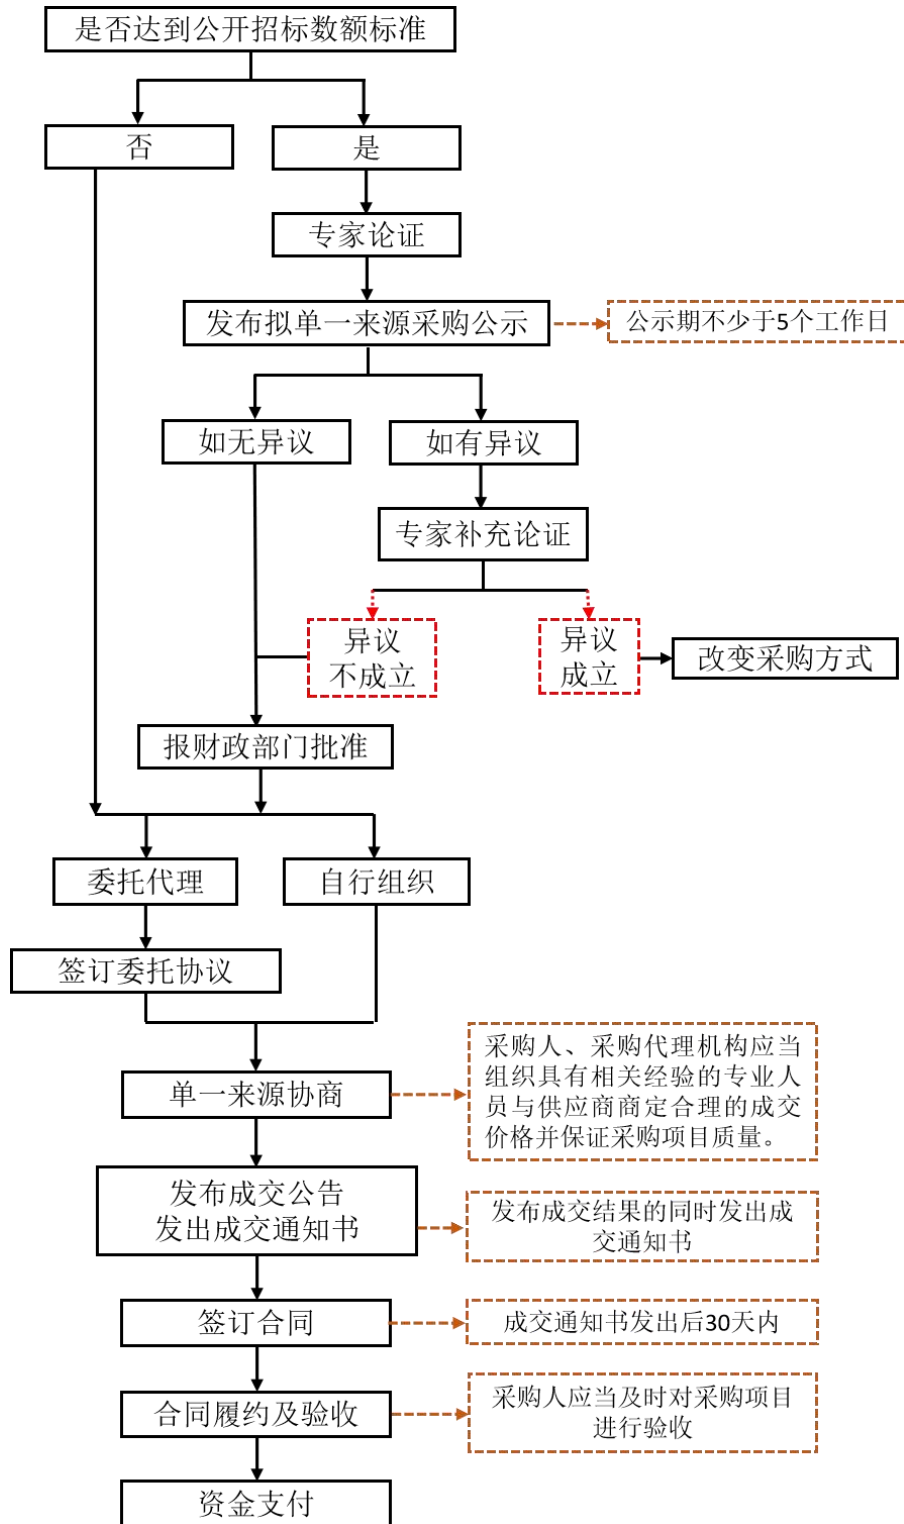 是否达到公开招标数额标准
否
是
专家论证
发布拟单一来源采购公示
公示期不少于5个工作日
如无异议
如有异议
专家补充论证
异议
不成立
异议
成立
改变采购方式
报财政部门批准
委托代理
自行组织
签订委托协议
单一来源协商
采购人、采购代理机构应当
组织具有相关经验的专业人
员与供应商商定合理的成交
价格并保证采购项目质量。
发布成交公告
发出成交通知书
发布成交结果的同时发出成
交通知书
签订合同
成交通知书发出后30天内
合同履约及验收
采购人应当及时对采购项目
进行验收
资金支付